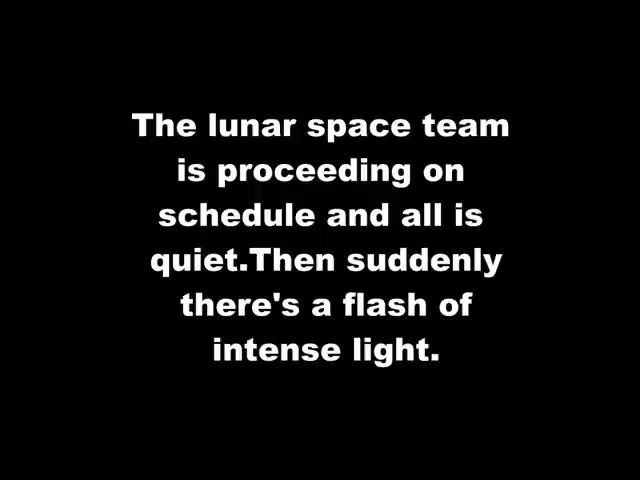 The lunar space team
is proceeding on
schedule and all is
quiet.Then suddenly
there's a flash of
intense light.